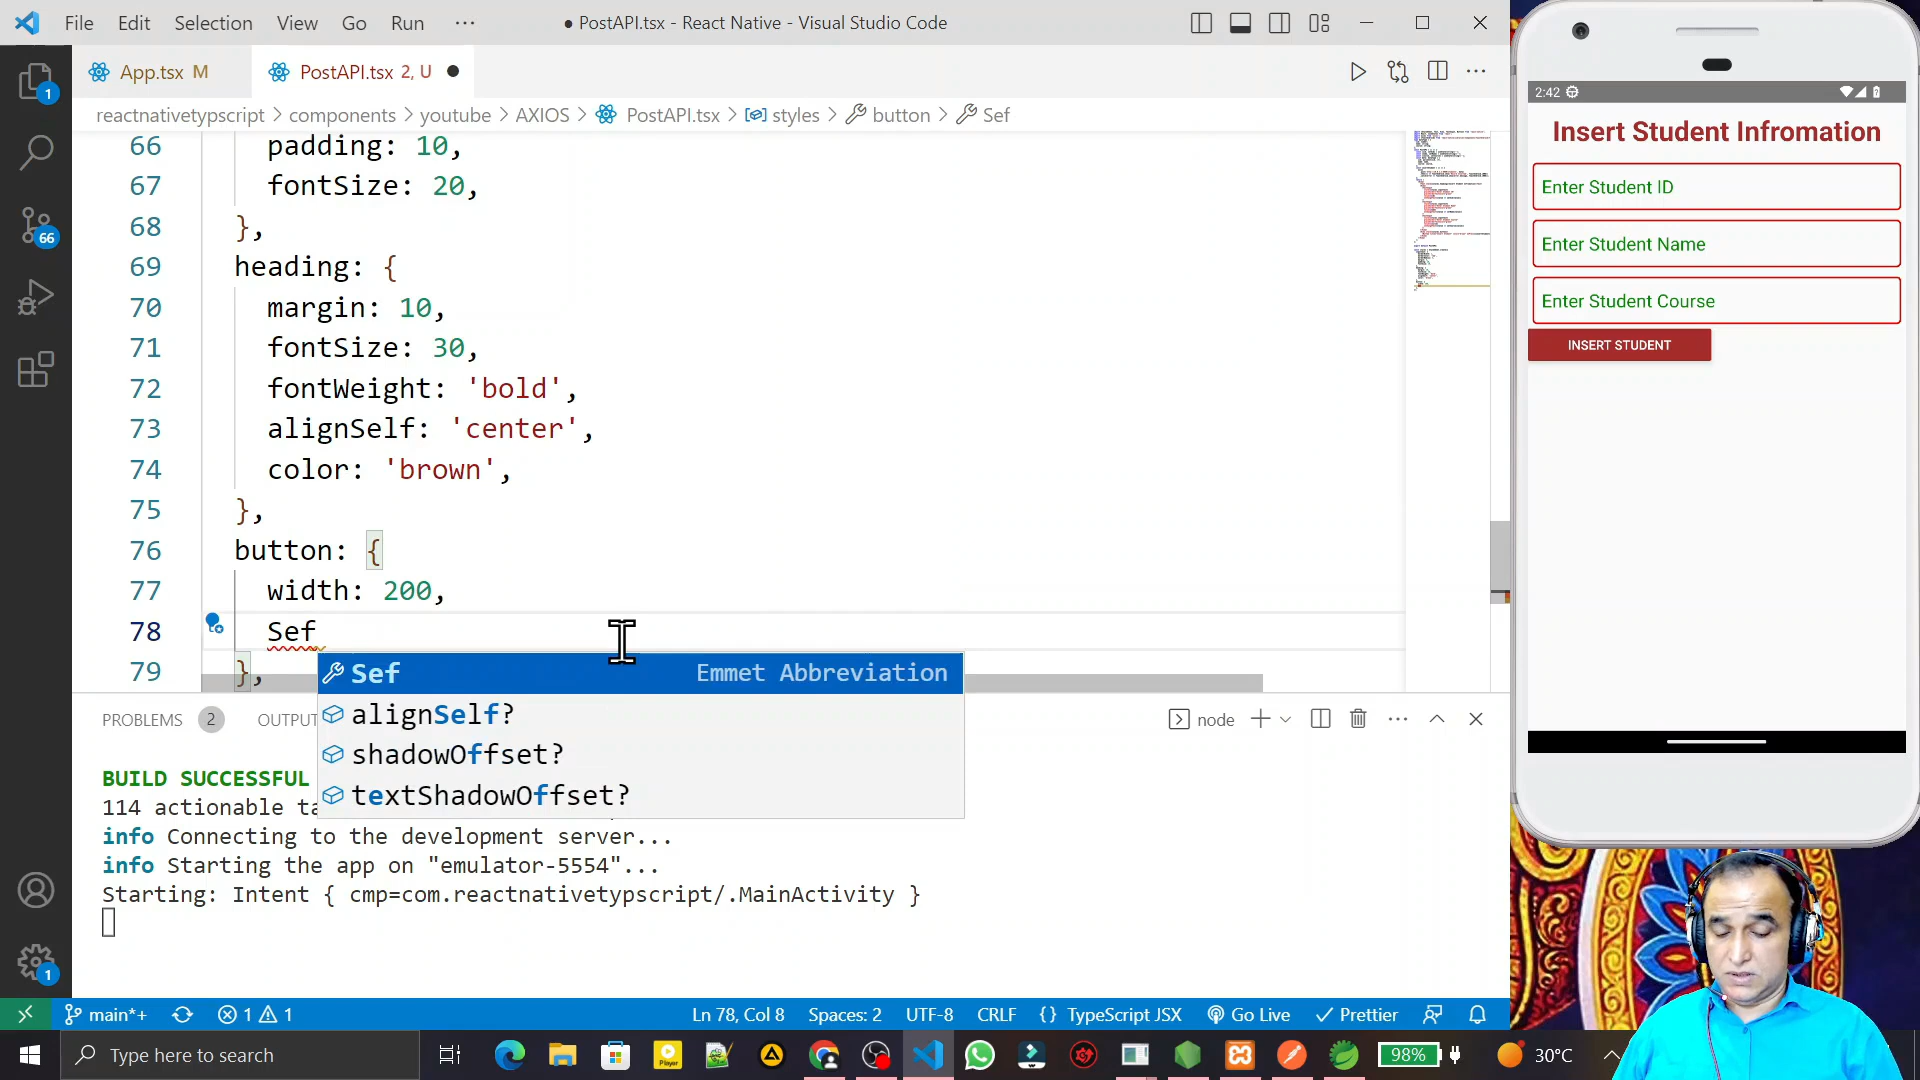 File Edit Selection View Go Run ··· ● PostAPI.tsx - React Native - Visual Studio Code
App.tsx M PostAPI.tsx 2, U ●
reactnativetypscript > components > youtube > AXIOS > PostAPI.tsx > styles > button > Sef
66 padding: 10,
67 fontSize: 20,
68 },
69 heading: {
70 margin: 10,
71 fontSize: 30,
72 fontWeight: 'bold',
73 alignSelf: 'center',
74 color: 'brown',
75 },
76 button: {
77 width: 200,
78 Sef
79 },
Sef Emmet Abbreviation
alignSelf?
shadowOffset?
textShadowOffset?
PROBLEMS 2 OUTPUT node
BUILD SUCCESSFUL
114 actionable ta
info Connecting to the development server...
info Starting the app on "emulator-5554"...
Starting: Intent { cmp=com.reactnativetypscript/.MainActivity }
1
66
1
main*+ 1 1 Ln 78, Col 8 Spaces: 2 UTF-8 CRLF {} TypeScript JSX Go Live Prettier
Type here to search Player 98% 30°C
2:42
Insert Student Infromation
Enter Student ID
Enter Student Name
Enter Student Course
INSERT STUDENT